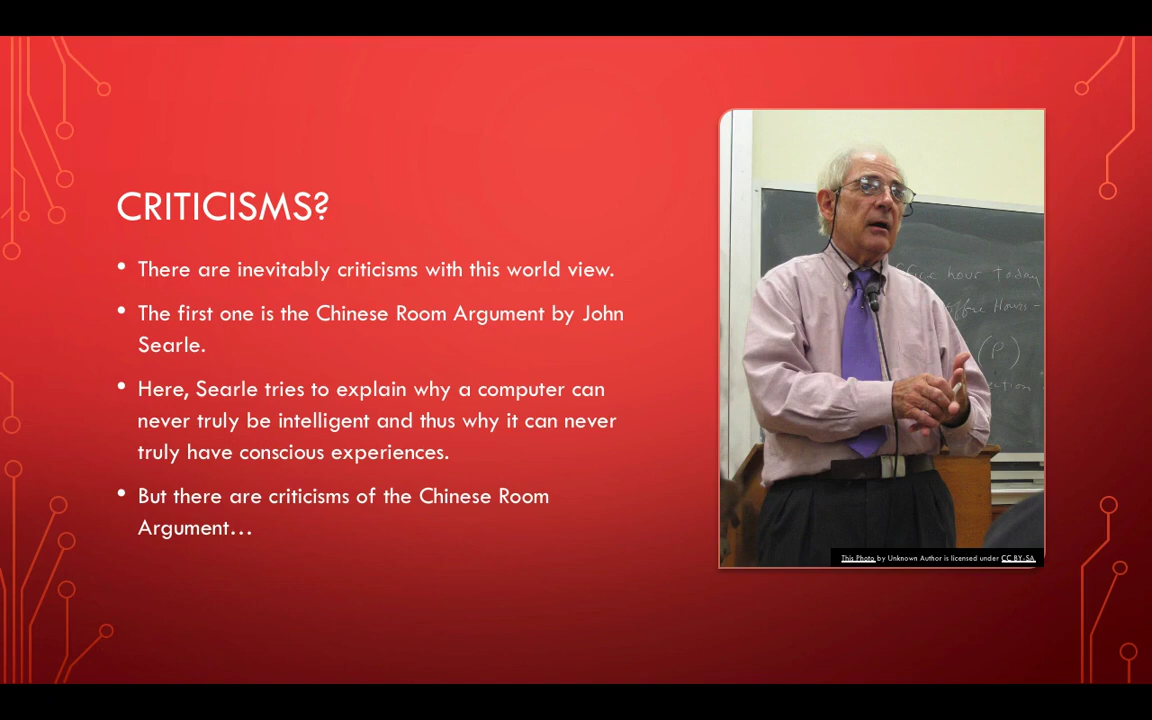 CRITICISMS?
• There are inevitably criticisms with this world view.
• The first one is the Chinese Room Argument by John
Searle.
• Here, Searle tries to explain why a computer can
never truly be intelligent and thus why it can never
truly have conscious experiences.
• But there are criticisms of the Chinese Room
Argument...
office hour today
office Hours-
(P)
This Photo by Unknown Author is licensed under CC BY-SA